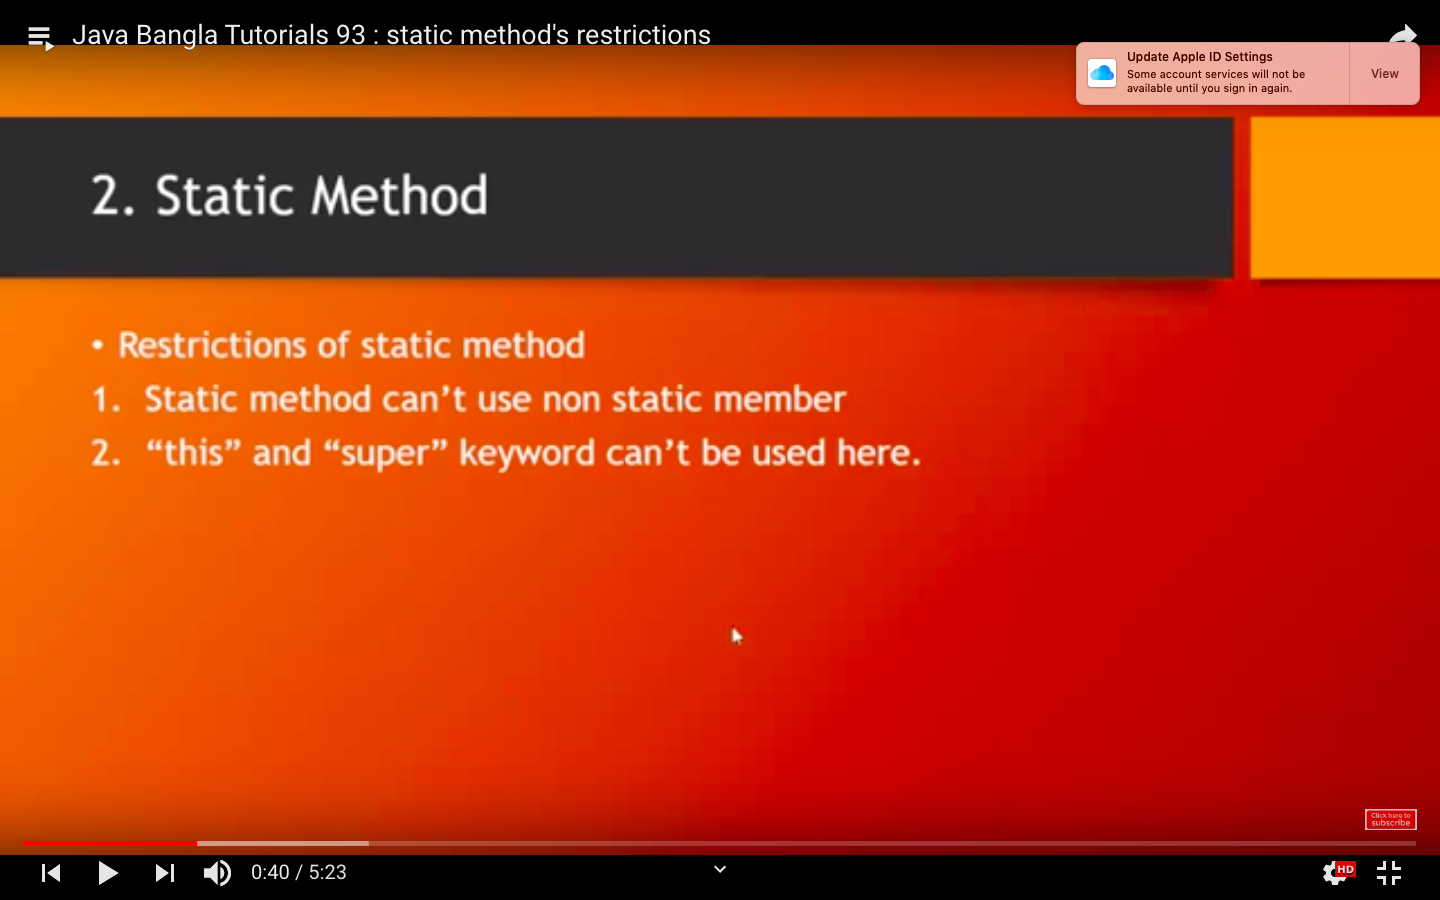 Java Bangla Tutorials 93 : static method's restrictions
Update Apple ID Settings
Some account services will not be
available until you sign in again.
View
2. Static Method
• Restrictions of static method
1. Static method can’t use non static member
2. “this” and “super” keyword can’t be used here.
Click here to
subscribe
0:40 / 5:23
HD